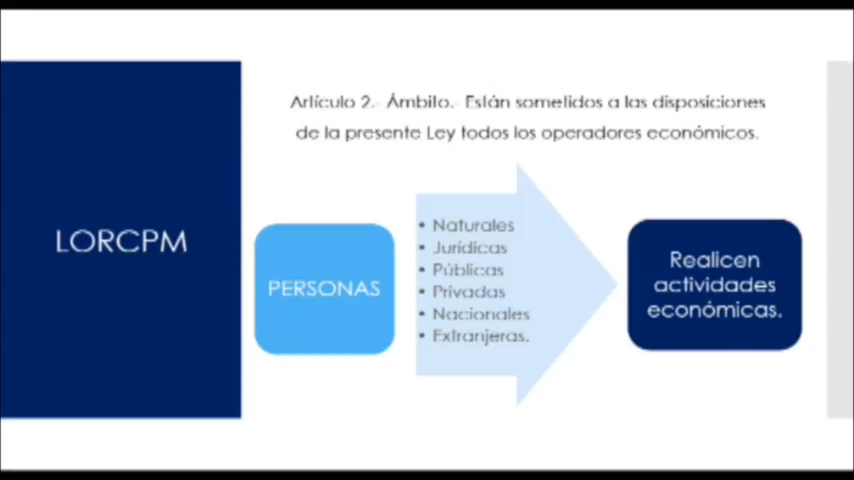 Artículo 2.- Ámbito.- Están sometidos a las disposiciones
de la presente Ley todos los operadores económicos.
LORCPM
PERSONAS
• Naturales
• Jurídicas
• Públicas
• Privadas
• Nacionales
• Extranjeras.
Realicen
actividades
económicas.